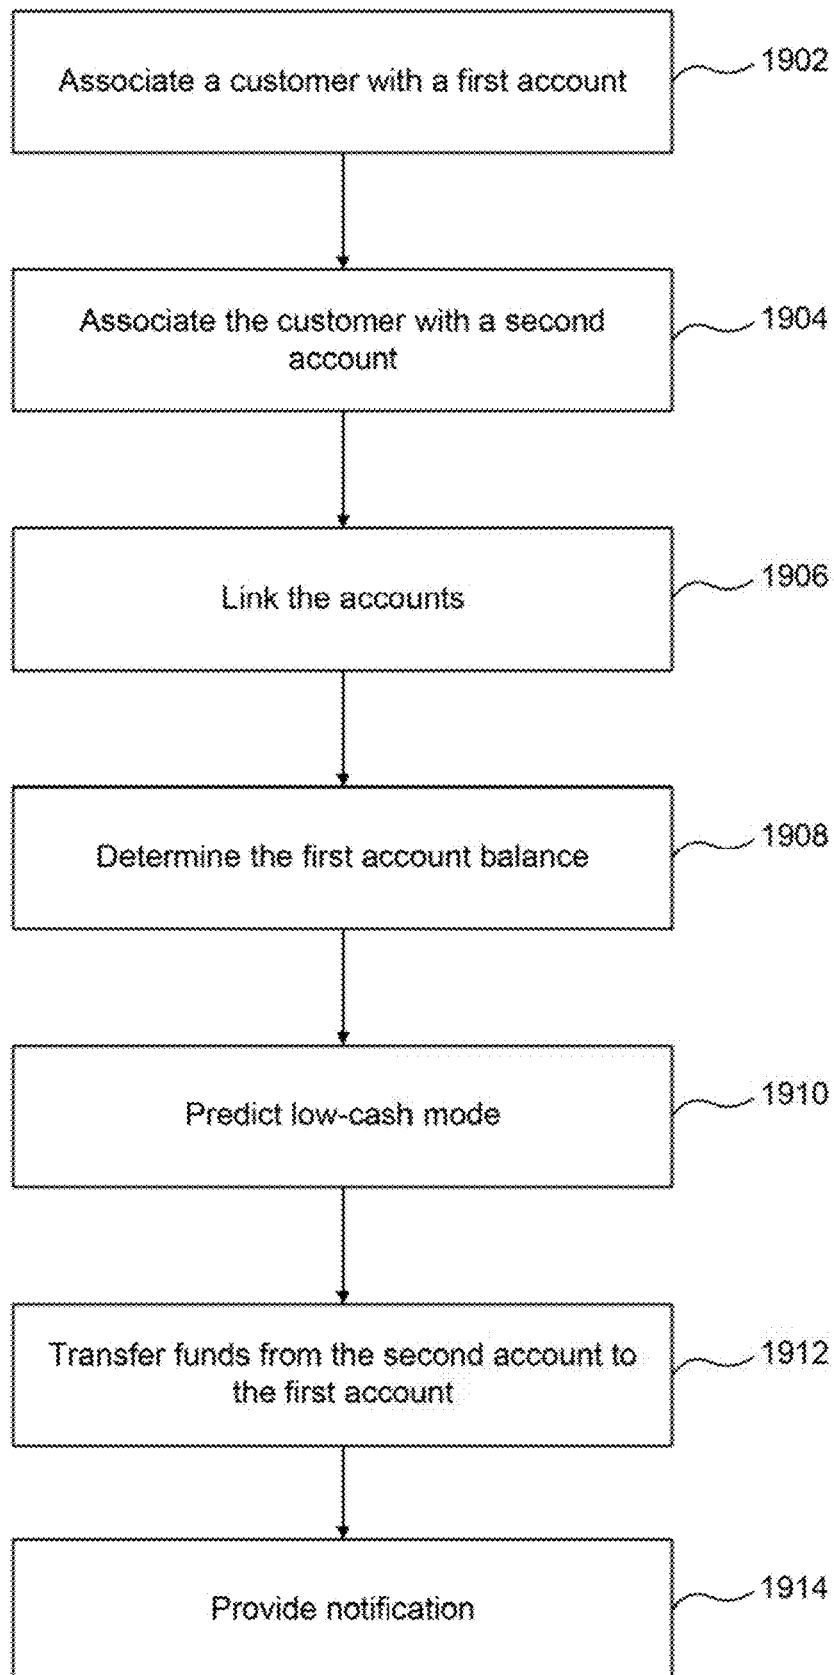 Associate a customer with a first account
1902
Associate the customer with a second
account
1904
Link the accounts
1906
Determine the first account balance
1908
Predict low-cash mode
1910
Transfer funds from the second account to
the first account
1912
Provide notification
1914